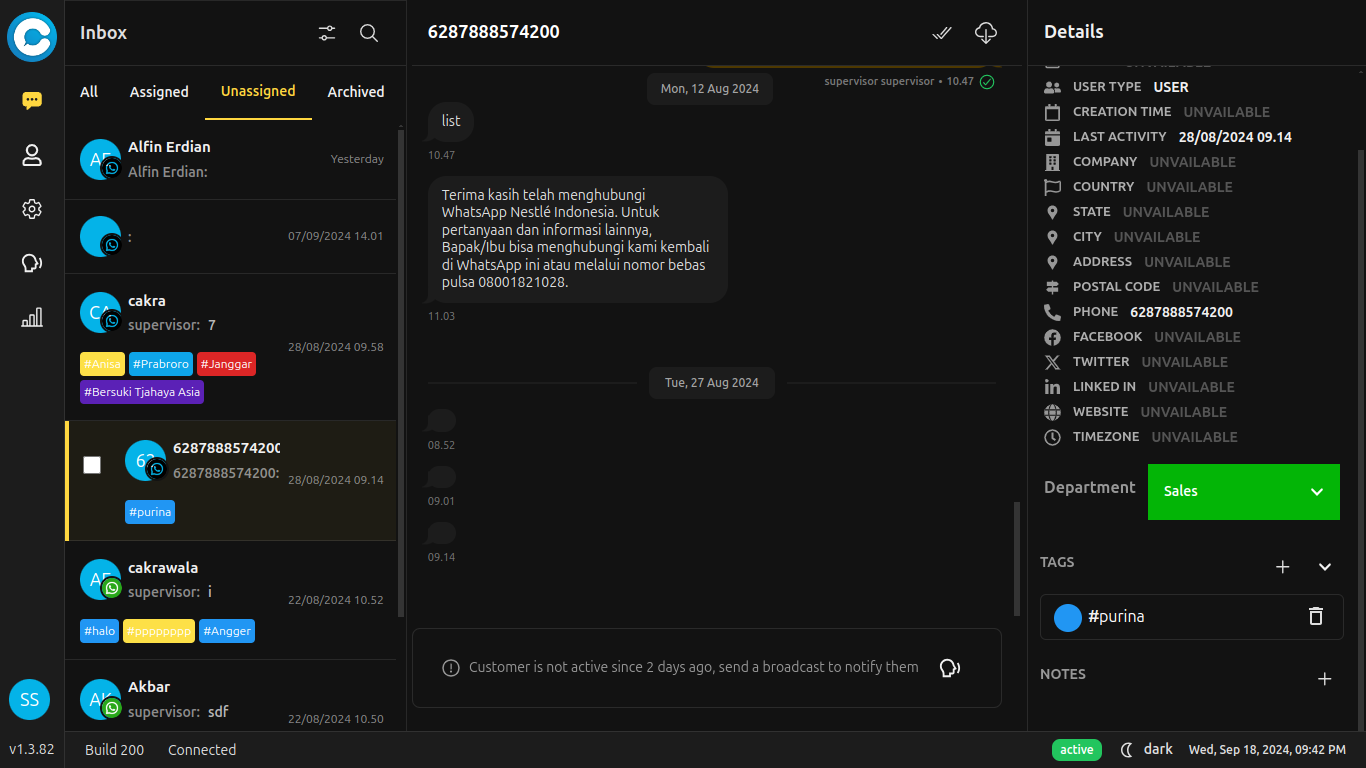 Inbox
All
Assigned
Unassigned
Archived
Alfin Erdian
Alfin Erdian:
Yesterday
:
07/09/2024 14.01
CA
cakra
supervisor: 7
28/08/2024 09.58
#Anisa #Prabroro #Janggar
#Bersuki Tjahaya Asia
6287888574200
6287888574200:
28/08/2024 09.14
#purina
cakrawala
supervisor: i
22/08/2024 10.52
#halo #pppppppp #Angger
Akbar
supervisor: sdf
22/08/2024 10.50
SS
v1.3.82
Build 200
Connected
6287888574200
supervisor supervisor • 10.47
Mon, 12 Aug 2024
list
10.47
Terima kasih telah menghubungi
WhatsApp Nestlé Indonesia. Untuk
pertanyaan dan informasi lainnya,
Bapak/Ibu bisa menghubungi kami kembali
di WhatsApp ini atau melalui nomor bebas
pulsa 08001821028.
11.03
Tue, 27 Aug 2024
08.52
09.01
09.14
Customer is not active since 2 days ago, send a broadcast to notify them
Details
UNVAILABLE
USER TYPE USER
CREATION TIME UNVAILABLE
LAST ACTIVITY 28/08/2024 09.14
COMPANY UNVAILABLE
COUNTRY UNVAILABLE
STATE UNVAILABLE
CITY UNVAILABLE
ADDRESS UNVAILABLE
POSTAL CODE UNVAILABLE
PHONE 6287888574200
FACEBOOK UNVAILABLE
TWITTER UNVAILABLE
LINKED IN UNVAILABLE
WEBSITE UNVAILABLE
TIMEZONE UNVAILABLE
Department
Sales
TAGS
#purina
NOTES
active
dark
Wed, Sep 18, 2024, 09:42 PM